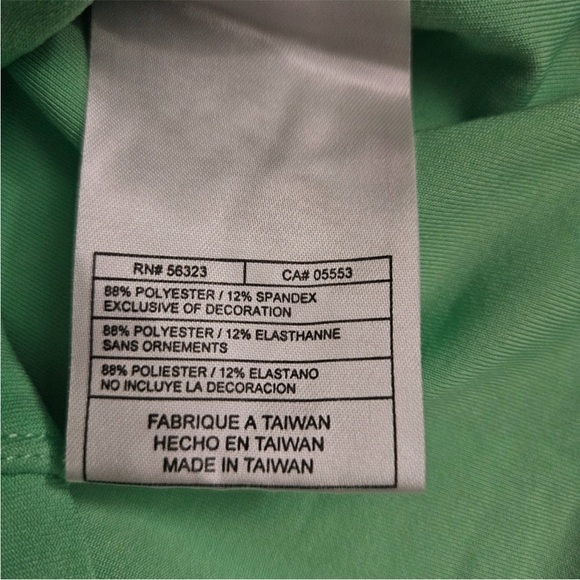 RN# 56323 CA# 05553
88% POLYESTER / 12% SPANDEX
EXCLUSIVE OF DECORATION
88% POLYESTER / 12% ELASTHANNE
SANS ORNEMENTS
88% POLIESTER / 12% ELASTANO
NO INCLUYE LA DECORACION
FABRIQUE A TAIWAN
HECHO EN TAIWAN
MADE IN TAIWAN